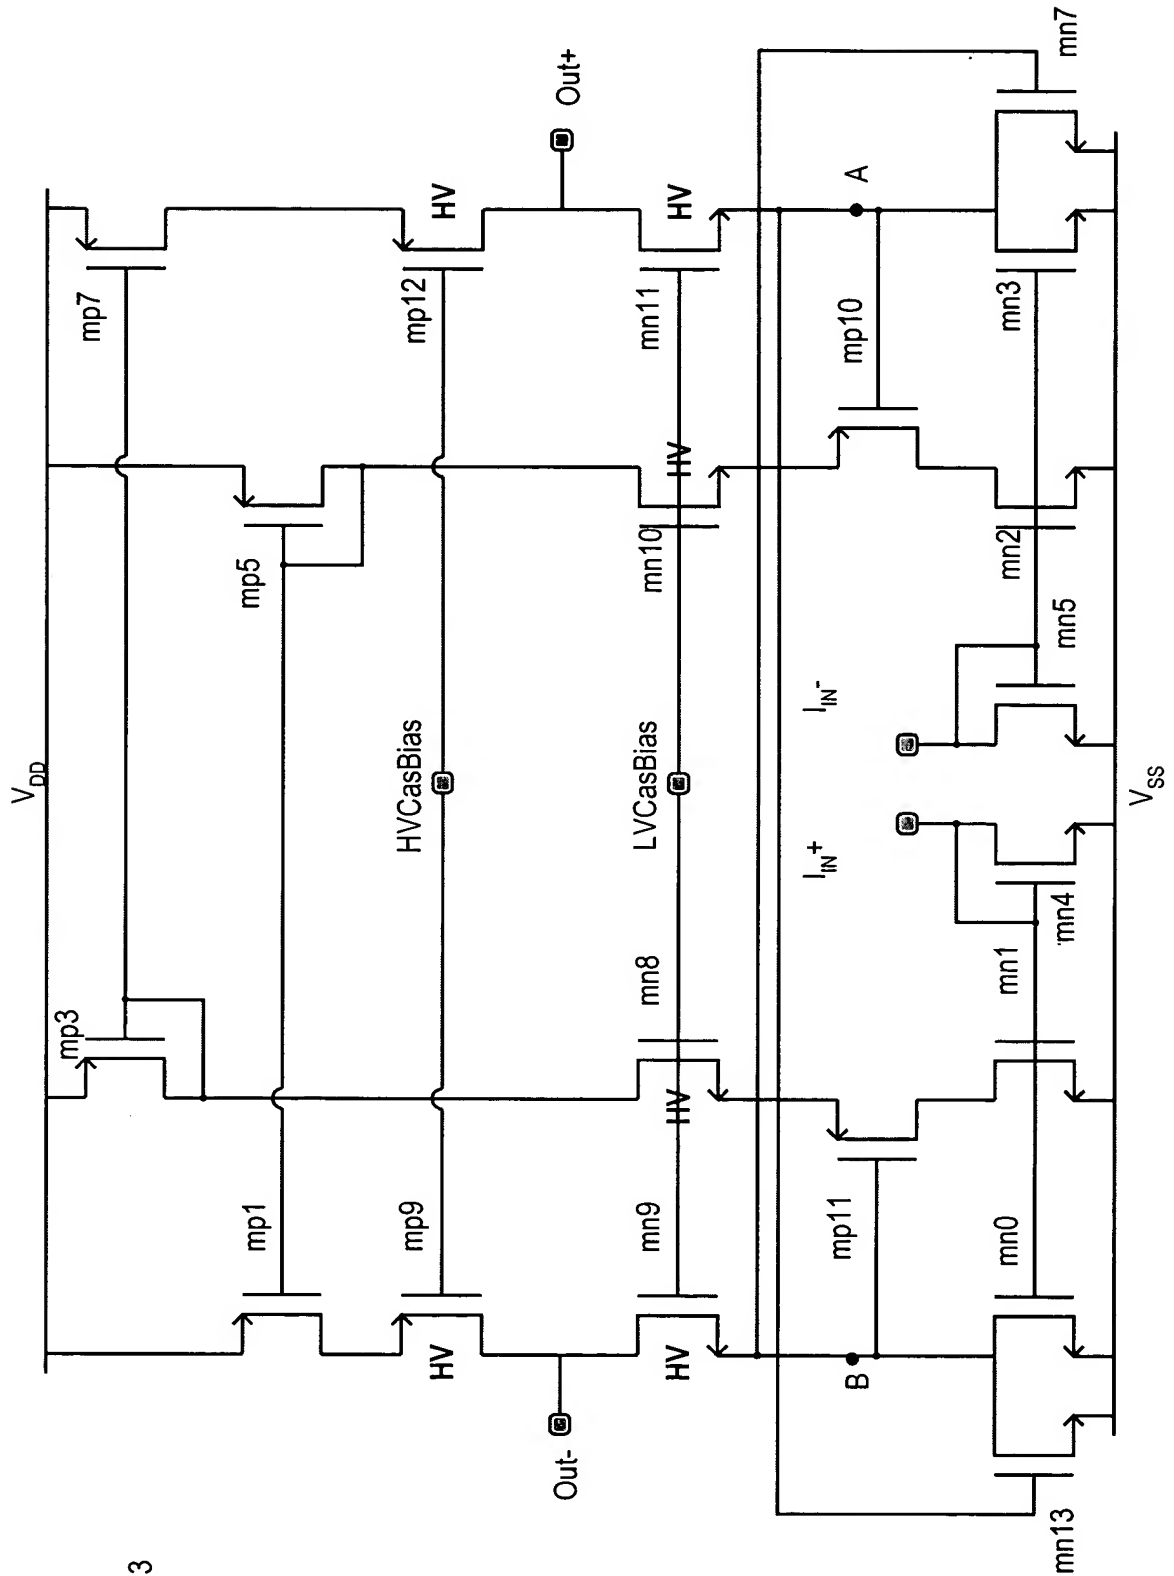 V_DD
mp3
mp7
mp1
mp5
mp9
HV
HVCasBias
mp12
HV
Out-
Out+
mn9
HV
mn8
HV
LVCasBias
mn10
HV
mn11
HV
B
mp11
I_IN+
I_IN-
mp10
A
mn13
mn0
mn1
mn4
mn5
mn2
mn3
mn7
V_SS
3